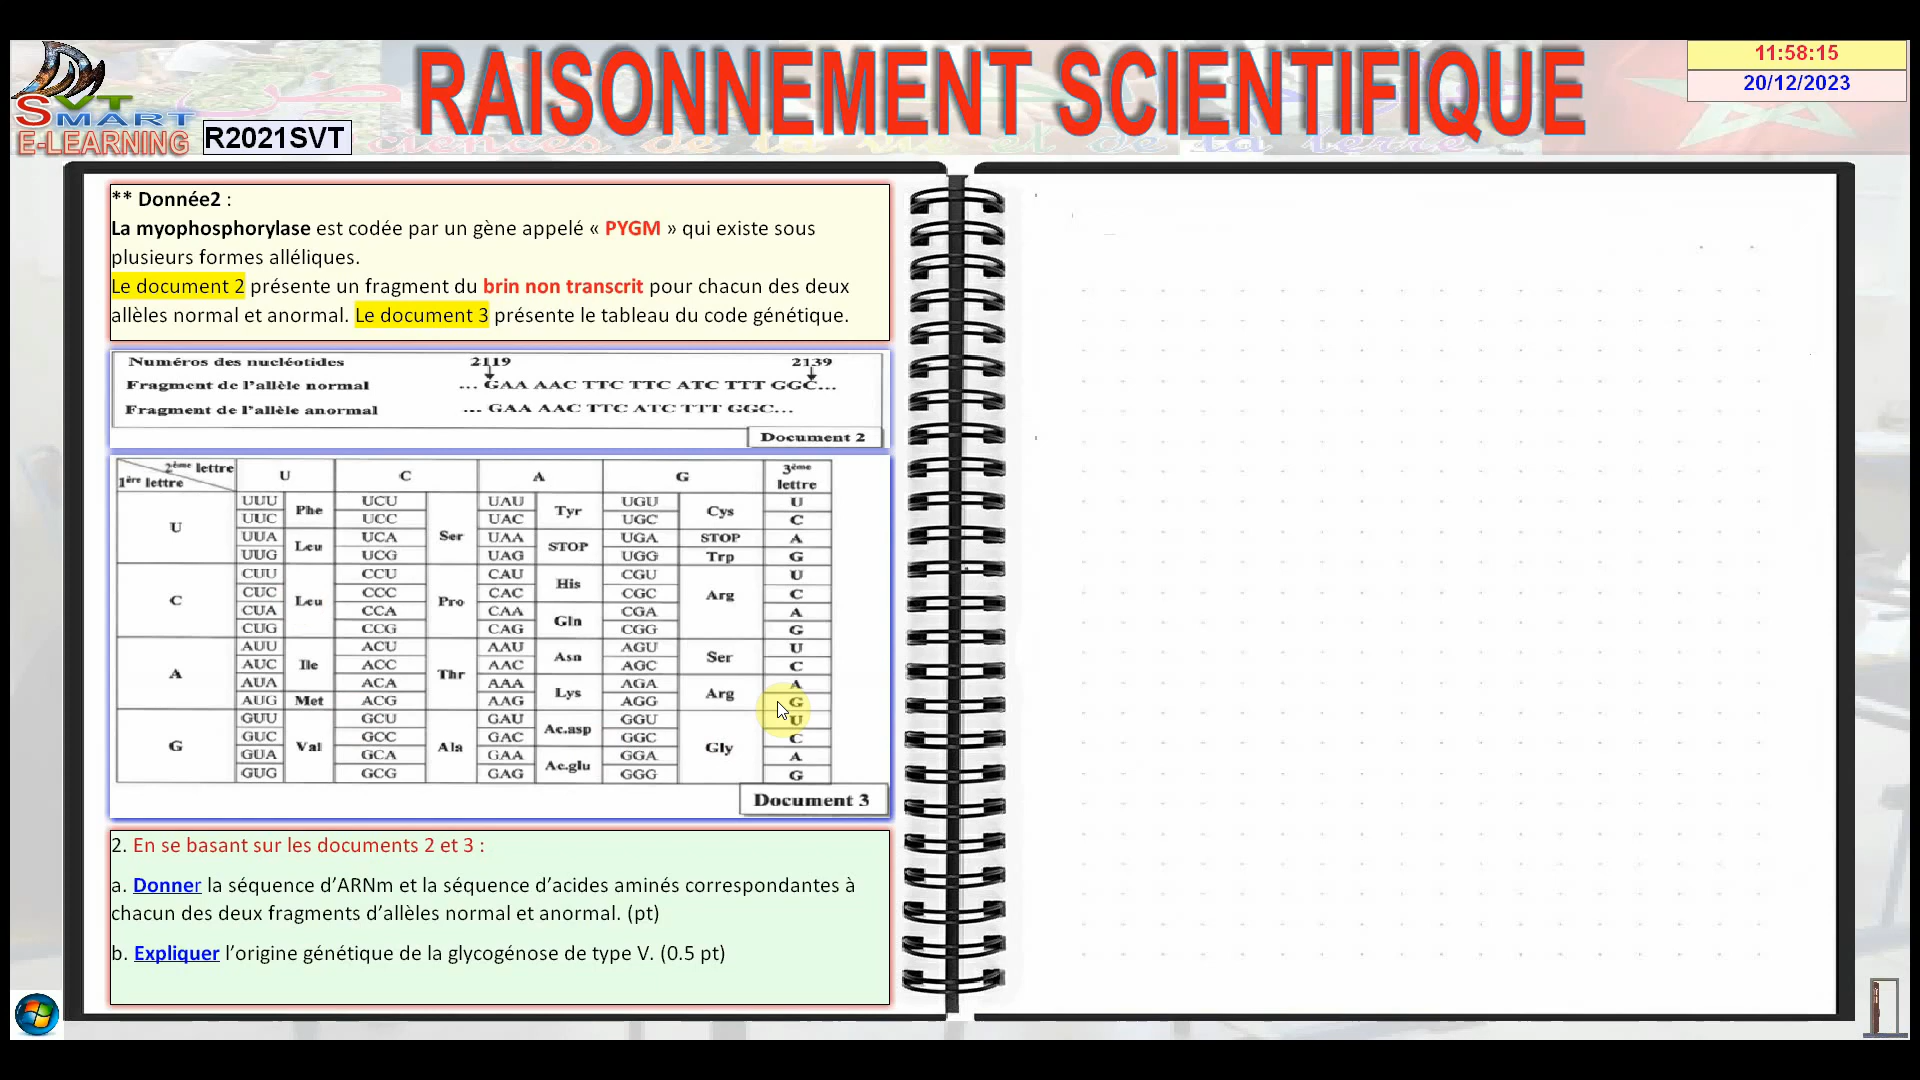 RAISONNEMENT SCIENTIFIQUE
11:58:15
20/12/2023
SVT
SMART
E-LEARNING
R2021SVT
** Donnée2 :
La myophosphorylase est codée par un gène appelé « PYGM » qui existe sous
plusieurs formes alléliques.
Le document 2 présente un fragment du brin non transcrit pour chacun des deux
allèles normal et anormal. Le document 3 présente le tableau du code génétique.
Numéros des nucléotides 2119 2139
Fragment de l'allèle normal ... GAA AAC TTC TTC ATC TTT GGC...
Fragment de l'allèle anormal ... GAA AAC TTC ATC TTT GGC...
Document 2
2ème lettre
1ère lettre U C A G 3ème lettre
U UUU Phe UCU Ser UAU Tyr UGU Cys U
UUC UCC UAC UGC C
UUA Leu UCA UAA STOP UGA STOP A
UUG UCG UAG UGG Trp G
C CUU Leu CCU Pro CAU His CGU Arg U
CUC CCC CAC CGC C
CUA CCA CAA Gln CGA A
CUG CCG CAG CGG G
A AUU Ile ACU Thr AAU Asn AGU Ser U
AUC ACC AAC AGC C
AUA ACA AAA Lys AGA Arg A
AUG Met ACG AAG AGG G
G GUU Val GCU Ala GAU Ac.asp GGU Gly U
GUC GCC GAC GGC C
GUA GCA GAA Ac.glu GGA A
GUG GCG GAG GGG G
Document 3
2. En se basant sur les documents 2 et 3 :
a. Donner la séquence d'ARNm et la séquence d'acides aminés correspondantes à
chacun des deux fragments d'allèles normal et anormal. (pt)
b. Expliquer l'origine génétique de la glycogénose de type V. (0.5 pt)